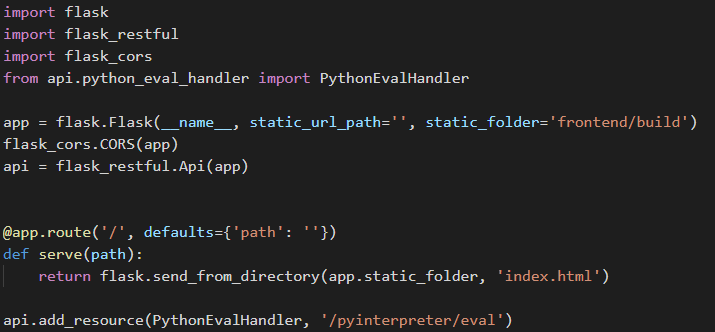 import flask
import flask_restful
import flask_cors
from api.python_eval_handler import PythonEvalHandler
app = flask.Flask(__name__, static_url_path='', static_folder='frontend/build')
flask_cors.CORS(app)
api = flask_restful.Api(app)
@app.route('/', defaults={'path': ''})
def serve(path):
    return flask.send_from_directory(app.static_folder, 'index.html')
api.add_resource(PythonEvalHandler, '/pyinterpreter/eval')